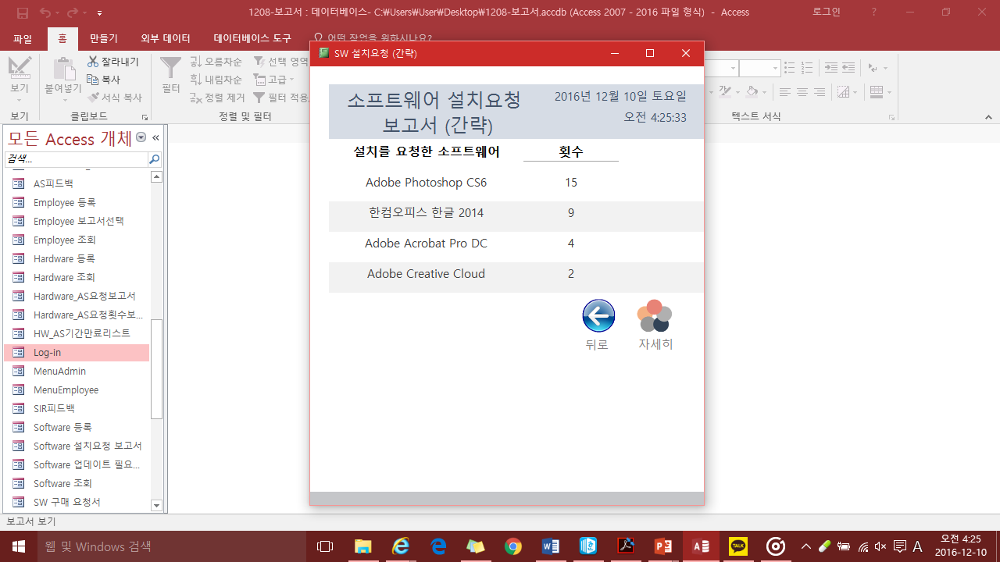 1208-보고서 : 데이터베이스- C:₩Users₩User₩Desktop₩1208-보고서.accdb (Access 2007 - 2016 파일 형식) - Access
로그인
?
파일
홈
만들기
외부 데이터
데이터베이스 도구
어떤 작업을 원하시나요?
보기
붙여넣기
잘라내기
복사
서식 복사
필터
오름차순
내림차순
정렬 제거
선택 영역
고급
필터 적용
보기
클립보드
정렬 및 필터
텍스트 서식
모든 Access 개체
검색...
AS피드백
Employee 등록
Employee 보고서선택
Employee 조회
Hardware 등록
Hardware 조회
Hardware_AS요청보고서
Hardware_AS요청횟수보...
HW_AS기간만료리스트
Log-in
MenuAdmin
MenuEmployee
SIR피드백
Software 등록
Software 설치요청 보고서
Software 업데이트 필요...
Software 조회
SW 구매 요청서
SW 설치요청 (간략)
소프트웨어 설치요청
보고서 (간략)
2016년 12월 10일 토요일
오전 4:25:33
설치를 요청한 소프트웨어 횟수
Adobe Photoshop CS6 15
한컴오피스 한글 2014 9
Adobe Acrobat Pro DC 4
Adobe Creative Cloud 2
뒤로
자세히
보고서 보기
웹 및 Windows 검색
TALK
A
오전 4:25
2016-12-10